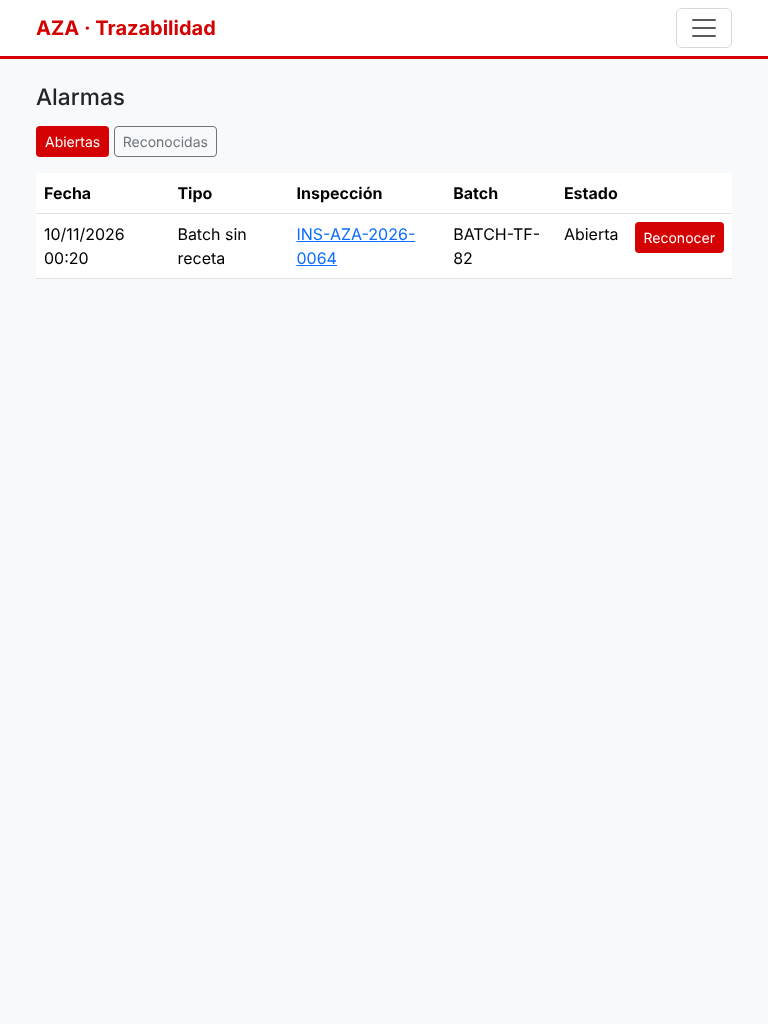 AZA · Trazabilidad
Alarmas
Abiertas Reconocidas
Fecha Tipo Inspección Batch Estado
10/11/2026 Batch sin INS-AZA-2026- BATCH-TF- Abierta Reconocer
00:20 receta 0064 82